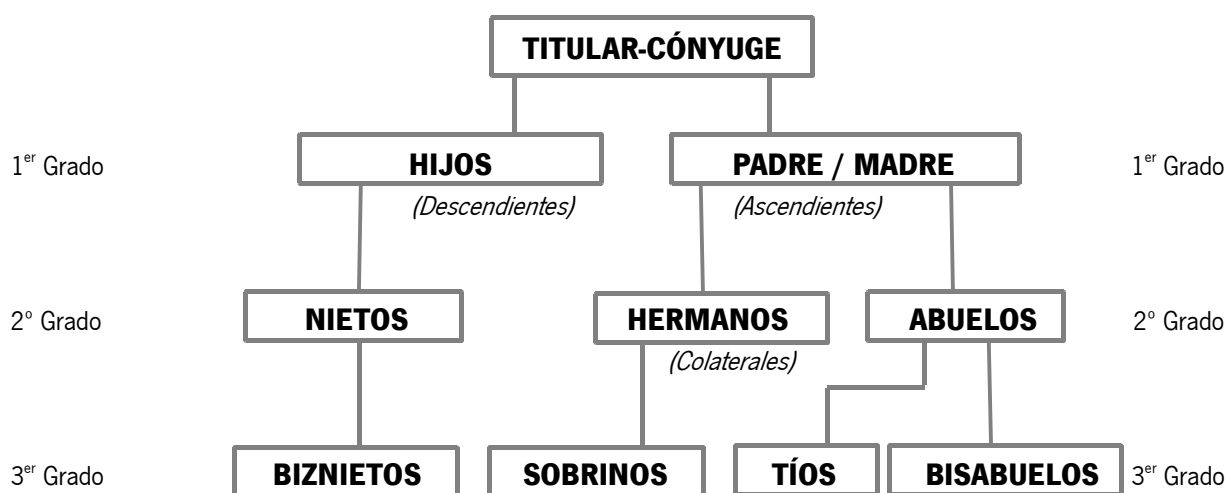 TITULAR-CÓNYUGE
1er Grado HIJOS PADRE / MADRE 1er Grado
(Descendientes) (Ascendientes)
2º Grado NIETOS HERMANOS ABUELOS 2º Grado
(Colaterales)
3er Grado BIZNIETOS SOBRINOS TÍOS BISABUELOS 3er Grado